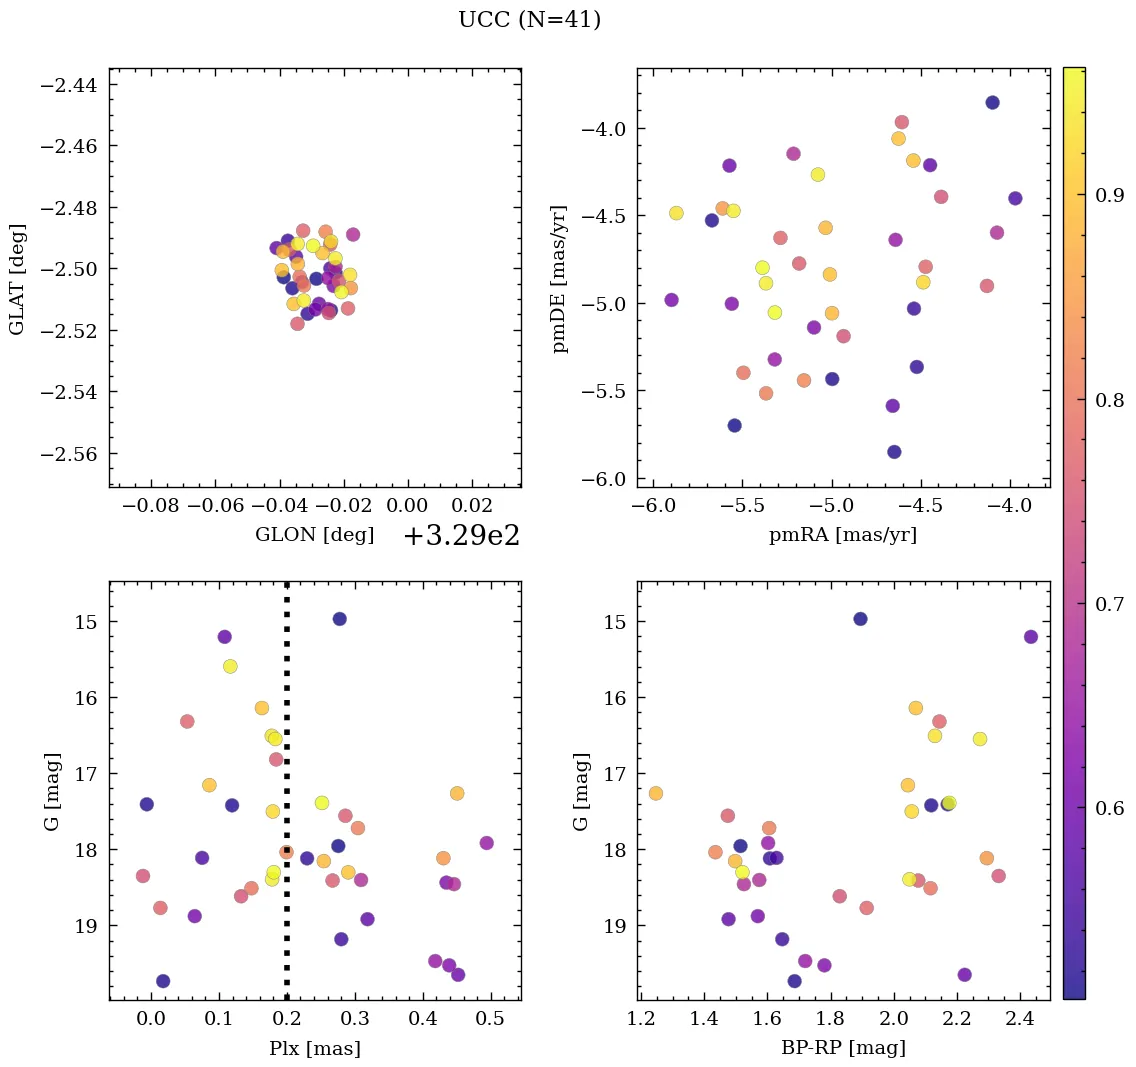 UCC (N=41)
−2.44
−2.46
−2.48
−2.50
−2.52
−2.54
−2.56
GLAT [deg]
−0.08 −0.06 −0.04 −0.02 0.00 0.02
GLON [deg]
+3.29e2
−4.0
−4.5
−5.0
−5.5
−6.0
pmDE [mas/yr]
−6.0 −5.5 −5.0 −4.5 −4.0
pmRA [mas/yr]
15
16
17
18
19
G [mag]
0.0 0.1 0.2 0.3 0.4 0.5
Plx [mas]
15
16
17
18
19
G [mag]
1.2 1.4 1.6 1.8 2.0 2.2 2.4
BP-RP [mag]
0.9
0.8
0.7
0.6